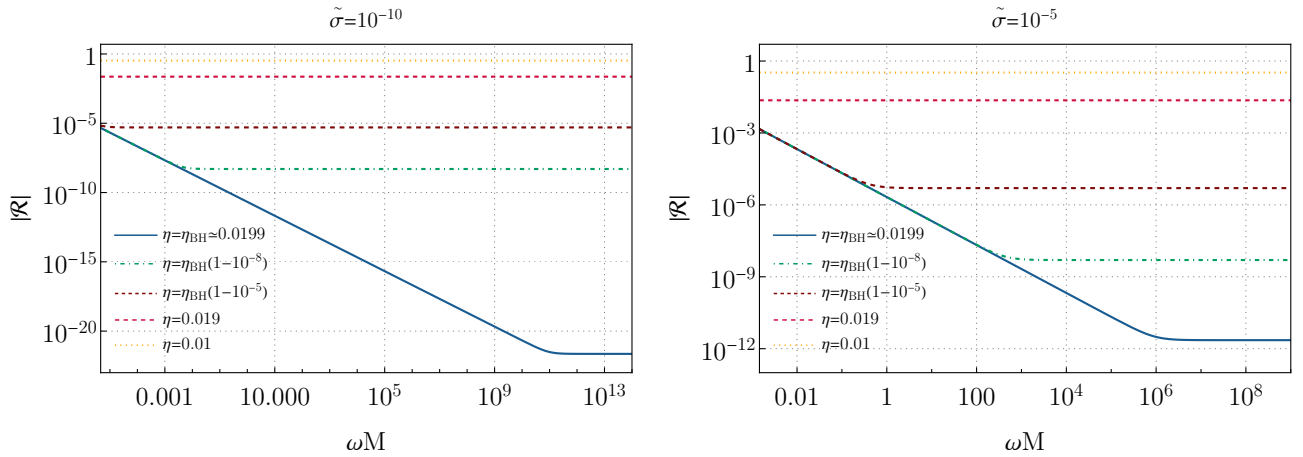 σ̃=10⁻¹⁰
|ℛ|
1
10⁻⁵
10⁻¹⁰
10⁻¹⁵
10⁻²⁰
η=η_BH≃0.0199
η=η_BH(1−10⁻⁸)
η=η_BH(1−10⁻⁵)
η=0.019
η=0.01
0.001 10.000 10⁵ 10⁹ 10¹³
ωM
σ̃=10⁻⁵
|ℛ|
1
10⁻³
10⁻⁶
10⁻⁹
10⁻¹²
η=η_BH≃0.0199
η=η_BH(1−10⁻⁸)
η=η_BH(1−10⁻⁵)
η=0.019
η=0.01
0.01 1 100 10⁴ 10⁶ 10⁸
ωM